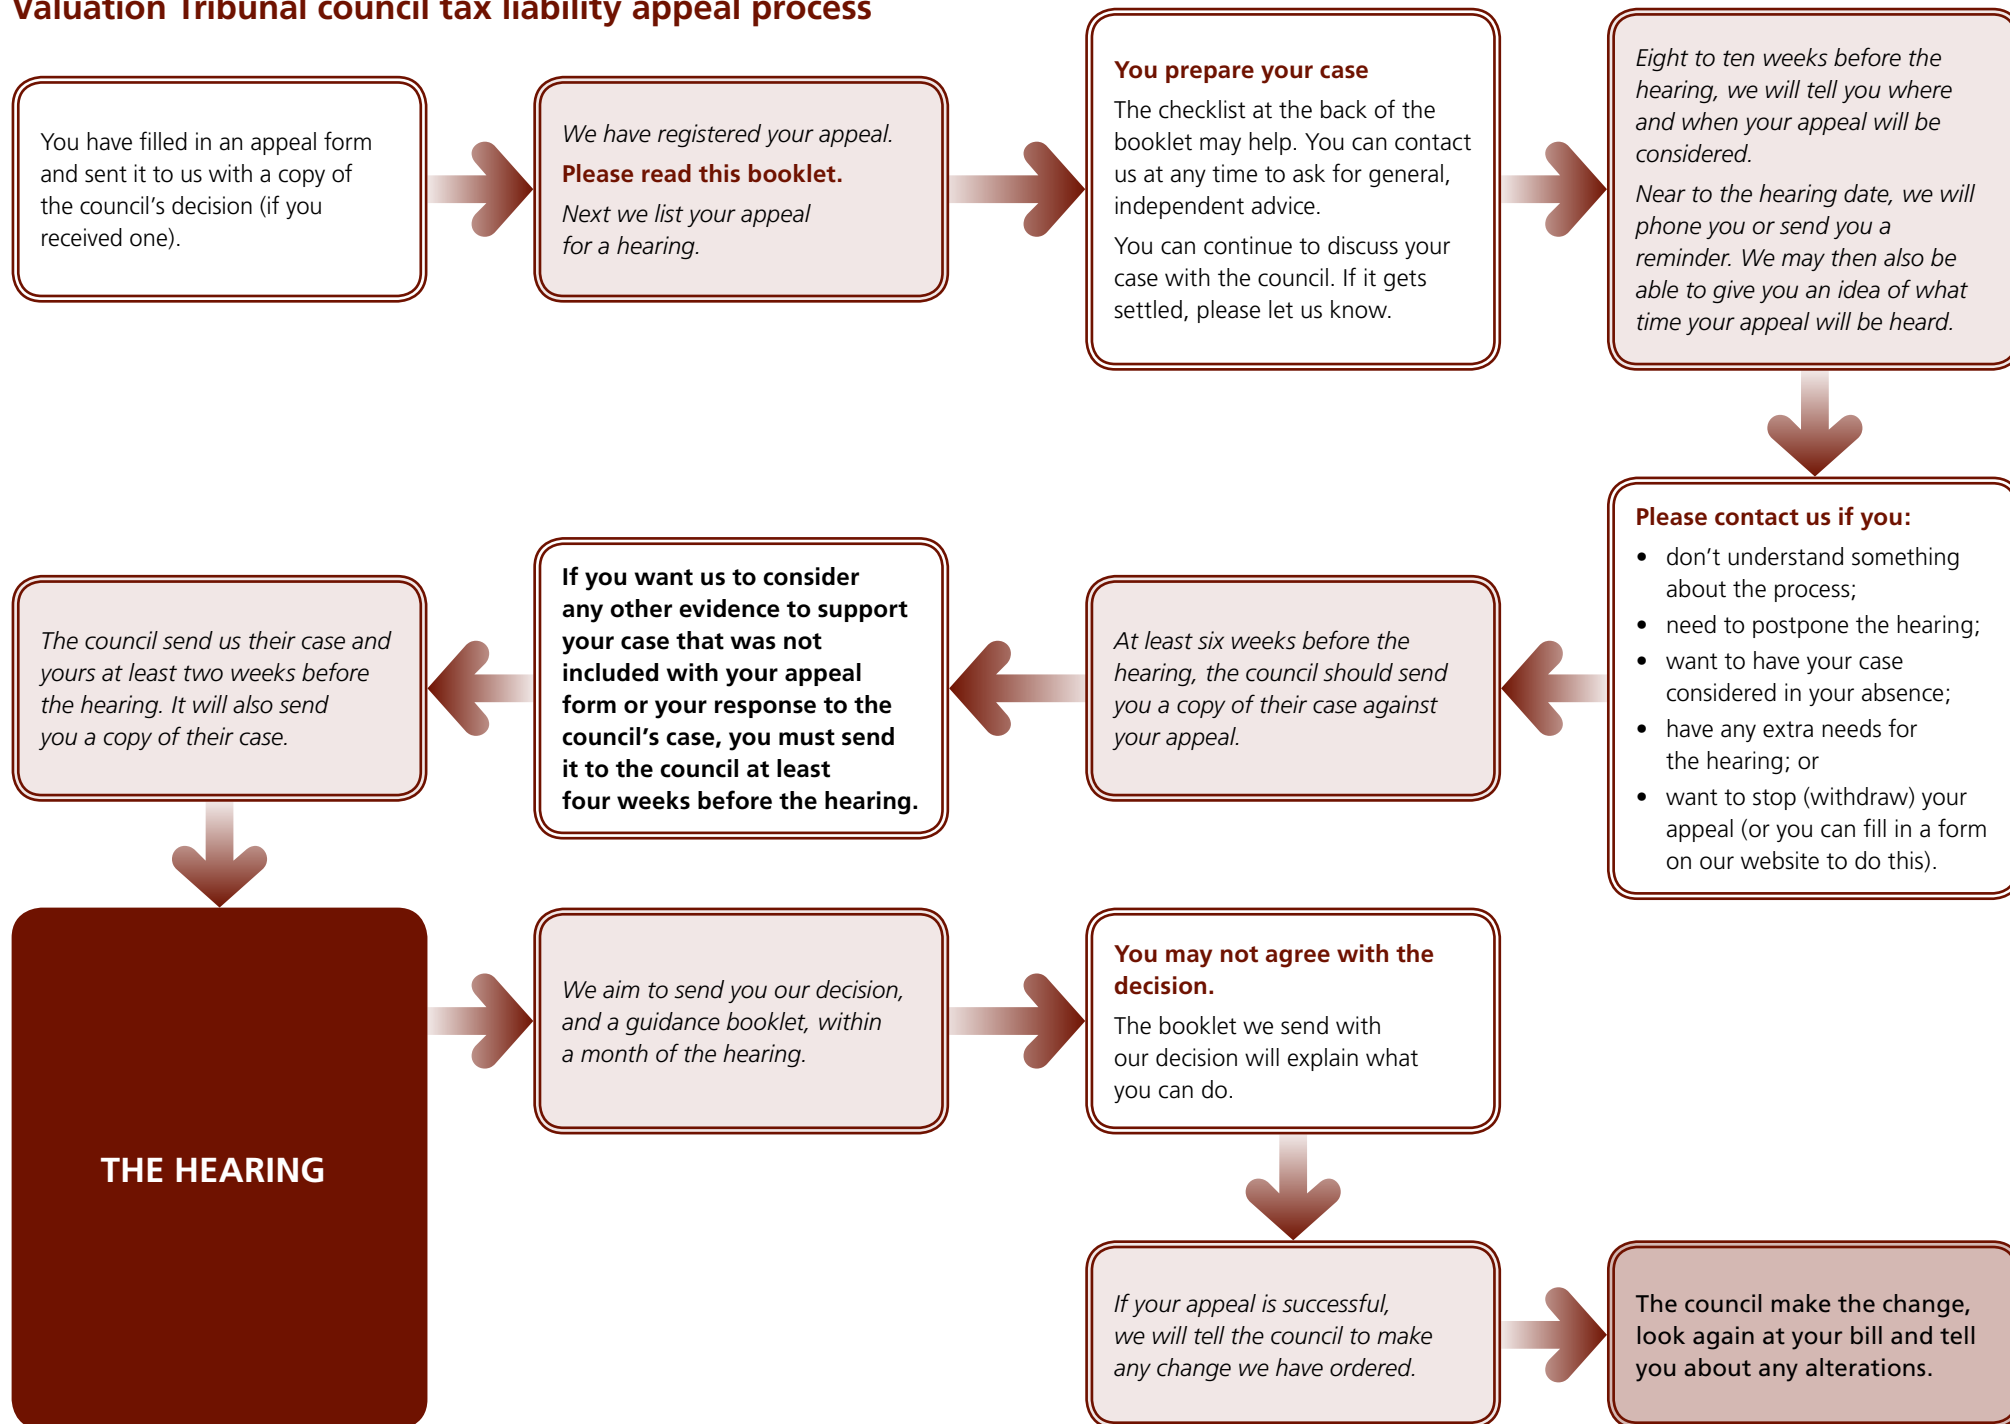 Valuation Tribunal council tax liability appeal process
You have filled in an appeal form
and sent it to us with a copy of
the council’s decision (if you
received one).
We have registered your appeal.
Please read this booklet.
Next we list your appeal
for a hearing.
You prepare your case
The checklist at the back of the
booklet may help. You can contact
us at any time to ask for general,
independent advice.
You can continue to discuss your
case with the council. If it gets
settled, please let us know.
Eight to ten weeks before the
hearing, we will tell you where
and when your appeal will be
considered.
Near to the hearing date, we will
phone you or send you a
reminder. We may then also be
able to give you an idea of what
time your appeal will be heard.
Please contact us if you:
• don’t understand something
about the process;
• need to postpone the hearing;
• want to have your case
considered in your absence;
• have any extra needs for
the hearing; or
• want to stop (withdraw) your
appeal (or you can fill in a form
on our website to do this).
At least six weeks before the
hearing, the council should send
you a copy of their case against
your appeal.
If you want us to consider
any other evidence to support
your case that was not
included with your appeal
form or your response to the
council’s case, you must send
it to the council at least
four weeks before the hearing.
The council send us their case and
yours at least two weeks before
the hearing. It will also send
you a copy of their case.
THE HEARING
We aim to send you our decision,
and a guidance booklet, within
a month of the hearing.
You may not agree with the
decision.
The booklet we send with
our decision will explain what
you can do.
If your appeal is successful,
we will tell the council to make
any change we have ordered.
The council make the change,
look again at your bill and tell
you about any alterations.